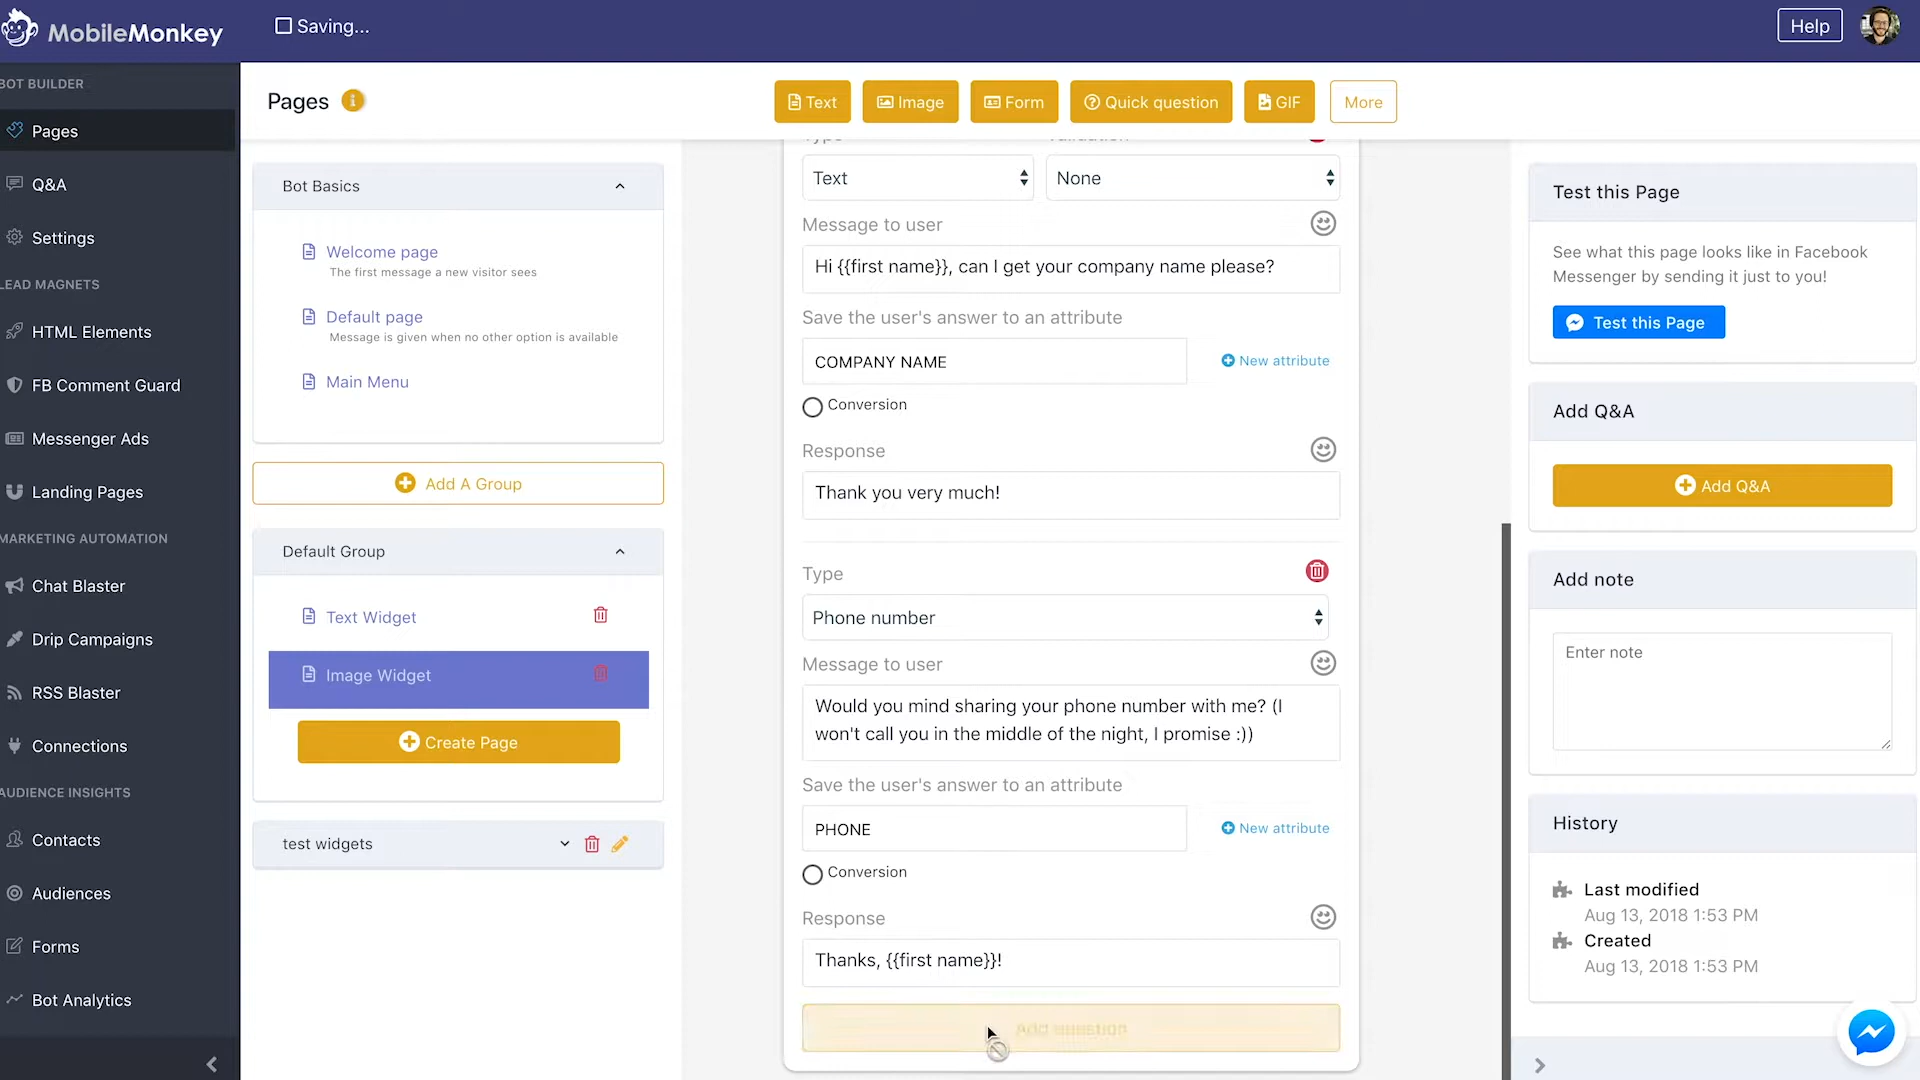 MobileMonkey
Saving...
Help
BOT BUILDER
Pages
Q&A
Settings
LEAD MAGNETS
HTML Elements
FB Comment Guard
Messenger Ads
Landing Pages
MARKETING AUTOMATION
Chat Blaster
Drip Campaigns
RSS Blaster
Connections
AUDIENCE INSIGHTS
Contacts
Audiences
Forms
Bot Analytics
Pages
Text
Image
Form
Quick question
GIF
More
Bot Basics
Welcome page
The first message a new visitor sees
Default page
Message is given when no other option is available
Main Menu
Add A Group
Default Group
Text Widget
Image Widget
Create Page
test widgets
Type
Text
None
Message to user
Hi {{first name}}, can I get your company name please?
Save the user's answer to an attribute
COMPANY NAME
New attribute
Conversion
Response
Thank you very much!
Type
Phone number
Message to user
Would you mind sharing your phone number with me? (I
won't call you in the middle of the night, I promise :))
Save the user's answer to an attribute
PHONE
New attribute
Conversion
Response
Thanks, {{first name}}!
Add question
Test this Page
See what this page looks like in Facebook
Messenger by sending it just to you!
Test this Page
Add Q&A
Add Q&A
Add note
Enter note
History
Last modified
Aug 13, 2018 1:53 PM
Created
Aug 13, 2018 1:53 PM